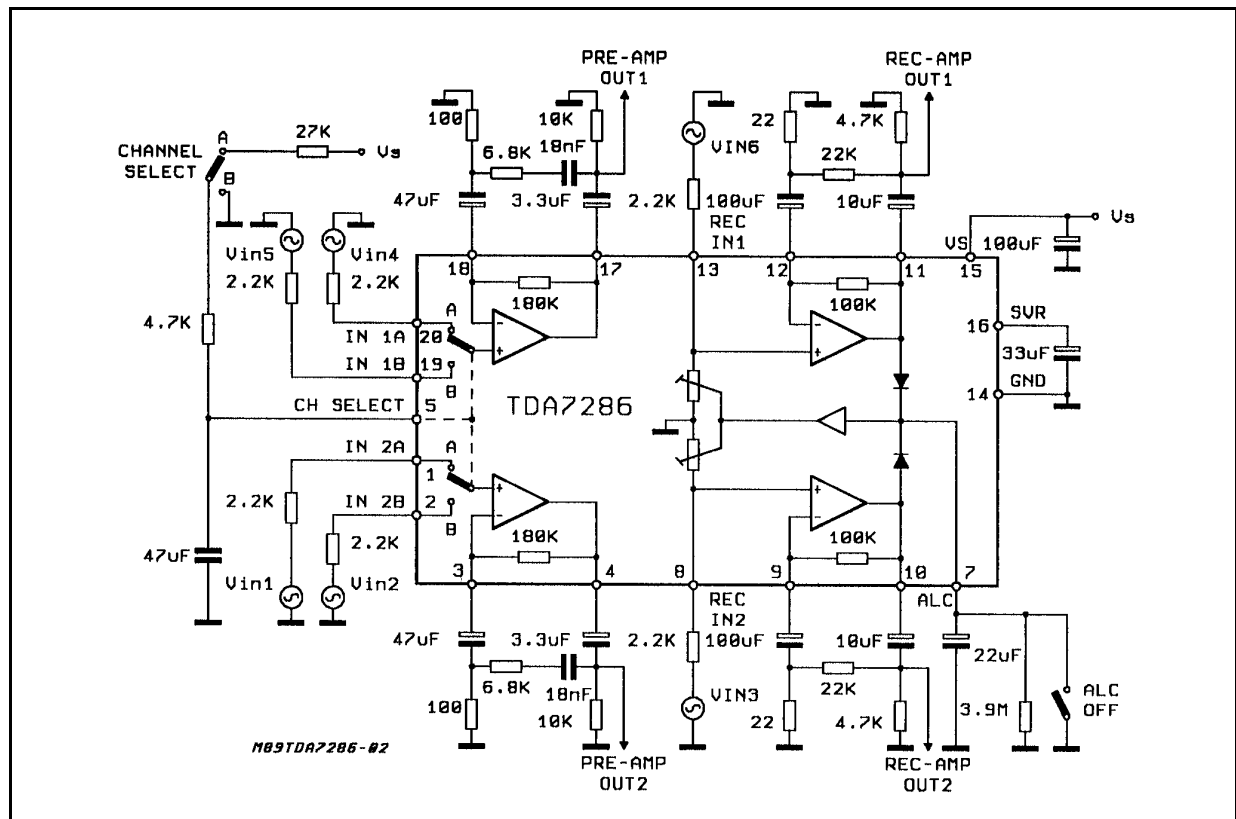 PRE-AMP
OUT1
REC-AMP
OUT1
100
10K
22
4.7K
A
27K
Vs
CHANNEL
SELECT
B
6.8K
18nF
VIN6
22K
47uF
3.3uF
2.2K
100uF
10uF
REC
IN1
Vs
VS
100uF
Vin5
Vin4
18
17
13
12
11
15
2.2K
2.2K
180K
100K
4.7K
A
SVR
16
IN 1A
20
33uF
IN 1B
19
GND
14
B
CH SELECT
5
TDA7286
IN 2A
A
1
2.2K
IN 2B
2
B
47uF
2.2K
180K
100K
Vin1
Vin2
3
4
8
9
10
7
REC
IN2
ALC
47uF
3.3uF
2.2K
100uF
10uF
22uF
6.8K
18nF
22K
VIN3
ALC
OFF
100
10K
22
4.7K
3.9M
M89TDA7286-02
PRE-AMP
OUT2
REC-AMP
OUT2